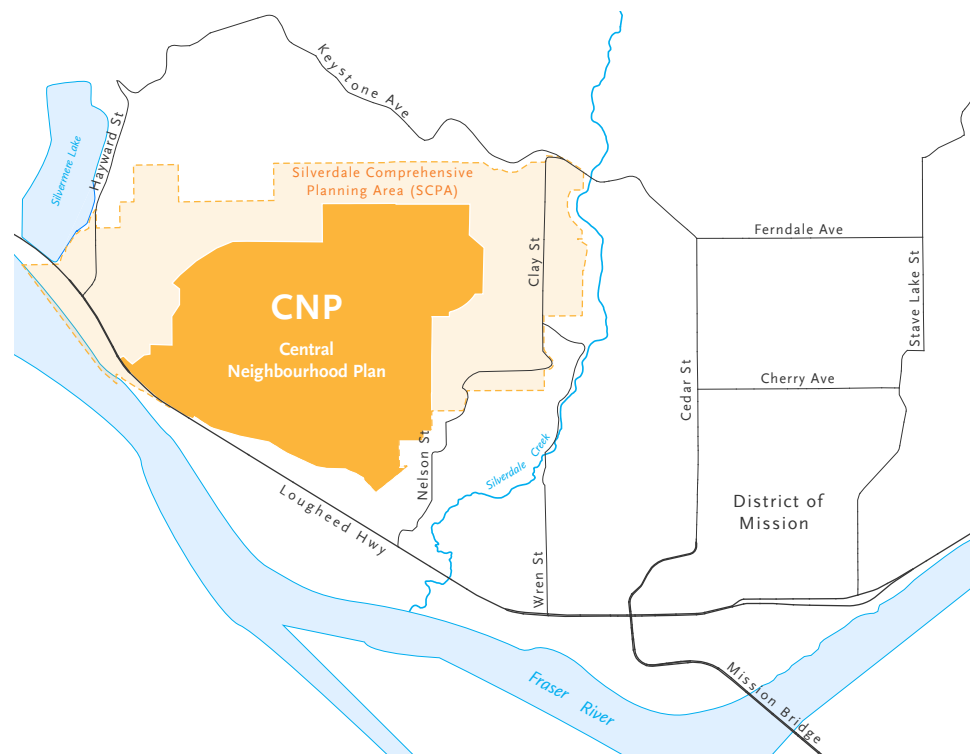 Keystone Ave
Hayward St
Silvermere Lake
Silverdale Comprehensive
Planning Area (SCPA)
Ferndale Ave
Clay St
Stave Lake St
CNP
Central
Neighbourhood Plan
Cherry Ave
Cedar St
Nelson St
Silverdale Creek
Lougheed Hwy
District of
Mission
Wren St
Fraser River
Mission Bridge